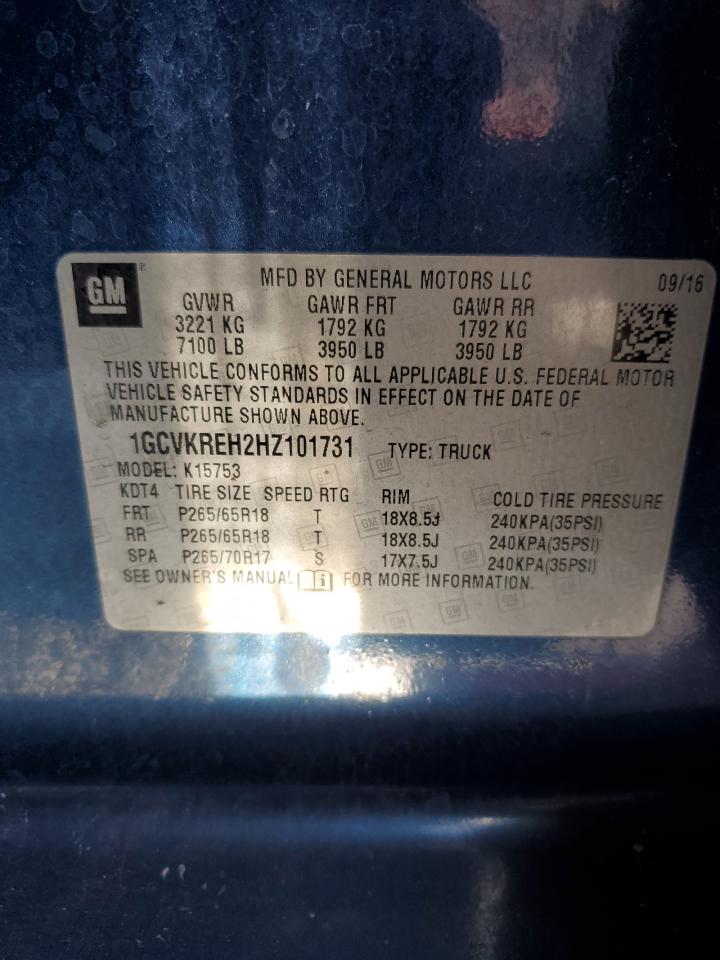 GM MFD BY GENERAL MOTORS LLC 09/16
GVWR GAWR FRT GAWR RR
3221 KG 1792 KG 1792 KG
7100 LB 3950 LB 3950 LB
THIS VEHICLE CONFORMS TO ALL APPLICABLE U.S. FEDERAL MOTOR
VEHICLE SAFETY STANDARDS IN EFFECT ON THE DATE OF
MANUFACTURE SHOWN ABOVE.
1GCVKREH2HZ101731 TYPE: TRUCK
MODEL: K15753
KDT4 TIRE SIZE SPEED RTG RIM COLD TIRE PRESSURE
FRT P265/65R18 T 18X8.5J 240KPA(35PSI)
RR P265/65R18 T 18X8.5J 240KPA(35PSI)
SPA P265/70R17 S 17X7.5J 240KPA(35PSI)
SEE OWNER'S MANUAL i FOR MORE INFORMATION.